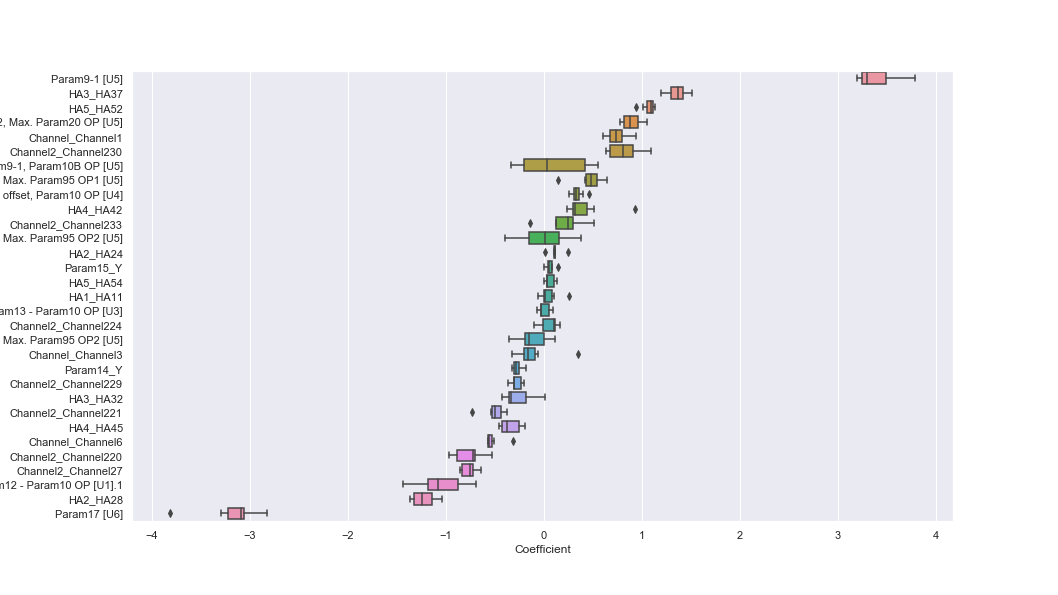 Param9-1 [U5]
HA3_HA37
HA5_HA52
2, Max. Param20 OP [U5]
Channel_Channel1
Channel2_Channel230
m9-1, Param10B OP [U5]
Max. Param95 OP1 [U5]
offset, Param10 OP [U4]
HA4_HA42
Channel2_Channel233
Max. Param95 OP2 [U5]
HA2_HA24
Param15_Y
HA5_HA54
HA1_HA11
am13 - Param10 OP [U3]
Channel2_Channel224
Max. Param95 OP2 [U5]
Channel_Channel3
Param14_Y
Channel2_Channel229
HA3_HA32
Channel2_Channel221
HA4_HA45
Channel_Channel6
Channel2_Channel220
Channel2_Channel27
m12 - Param10 OP [U1].1
HA2_HA28
Param17 [U6]
−4 −3 −2 −1 0 1 2 3 4
Coefficient